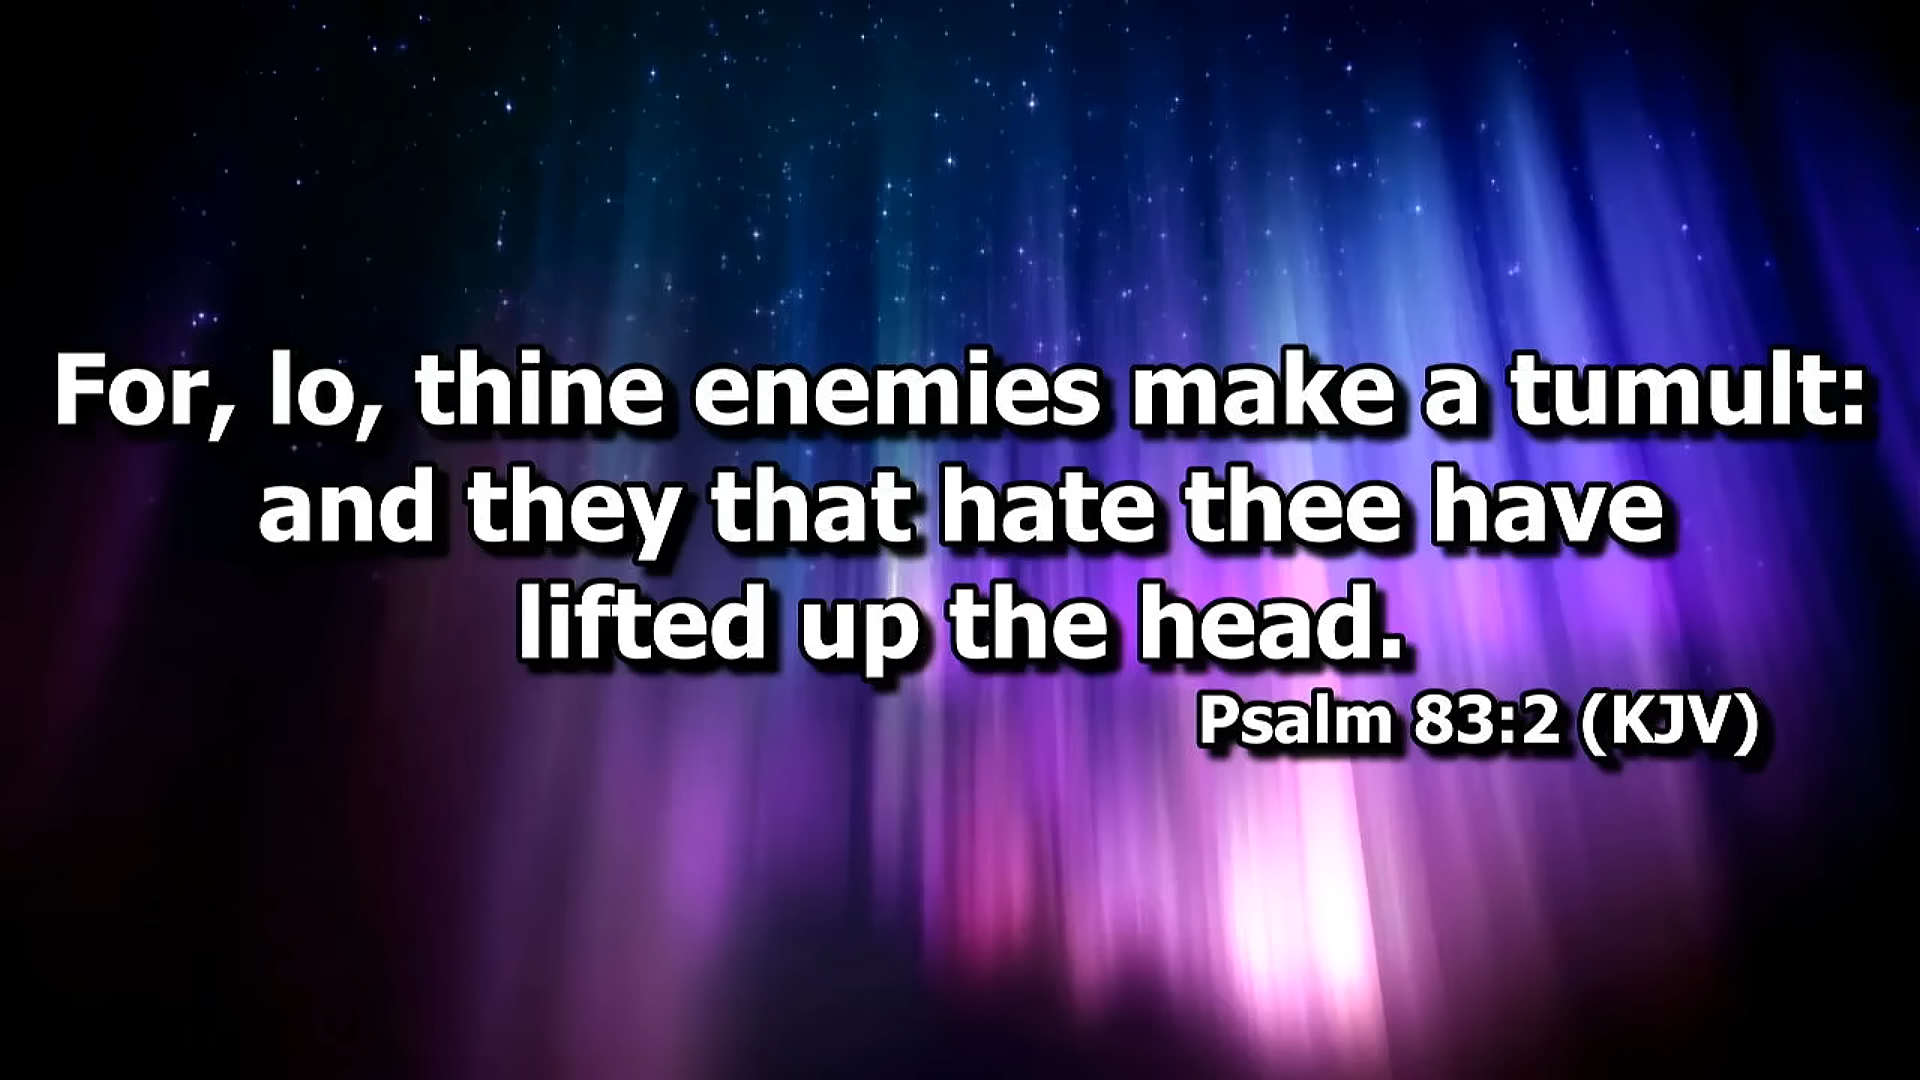 For, lo, thine enemies make a tumult:
and they that hate thee have
lifted up the head.
Psalm 83:2 (KJV)